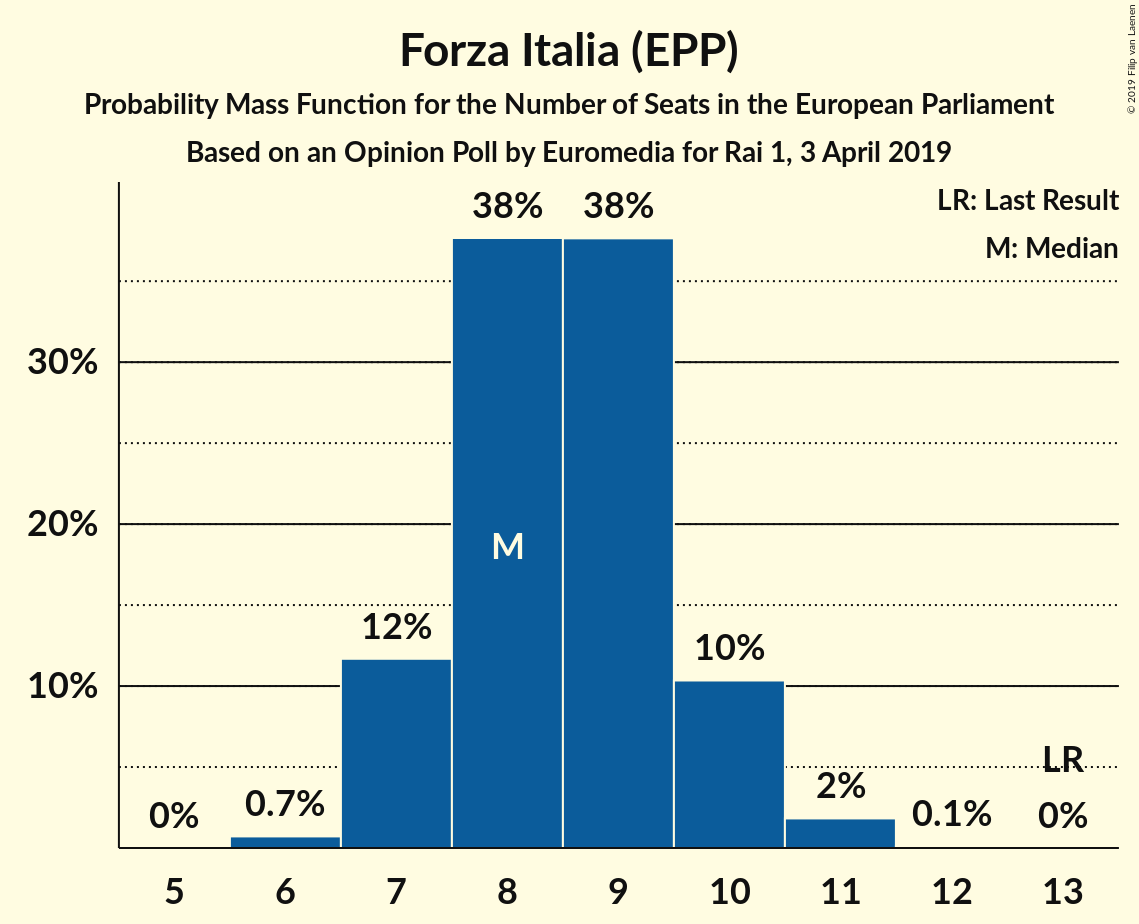 Forza Italia (EPP)
Probability Mass Function for the Number of Seats in the European Parliament
Based on an Opinion Poll by Euromedia for Rai 1, 3 April 2019
© 2019 Filip van Laenen
LR: Last Result
M: Median
38% 38%
30%
20%
M
12%
10%
10%
LR
0% 0.7% 2% 0.1% 0%
5 6 7 8 9 10 11 12 13